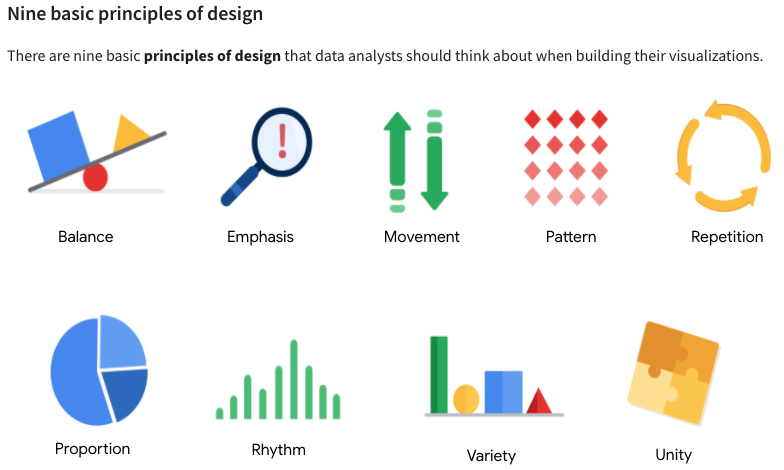 Nine basic principles of design
There are nine basic principles of design that data analysts should think about when building their visualizations.
!
Balance
Emphasis
Movement
Pattern
Repetition
Proportion
Rhythm
Variety
Unity